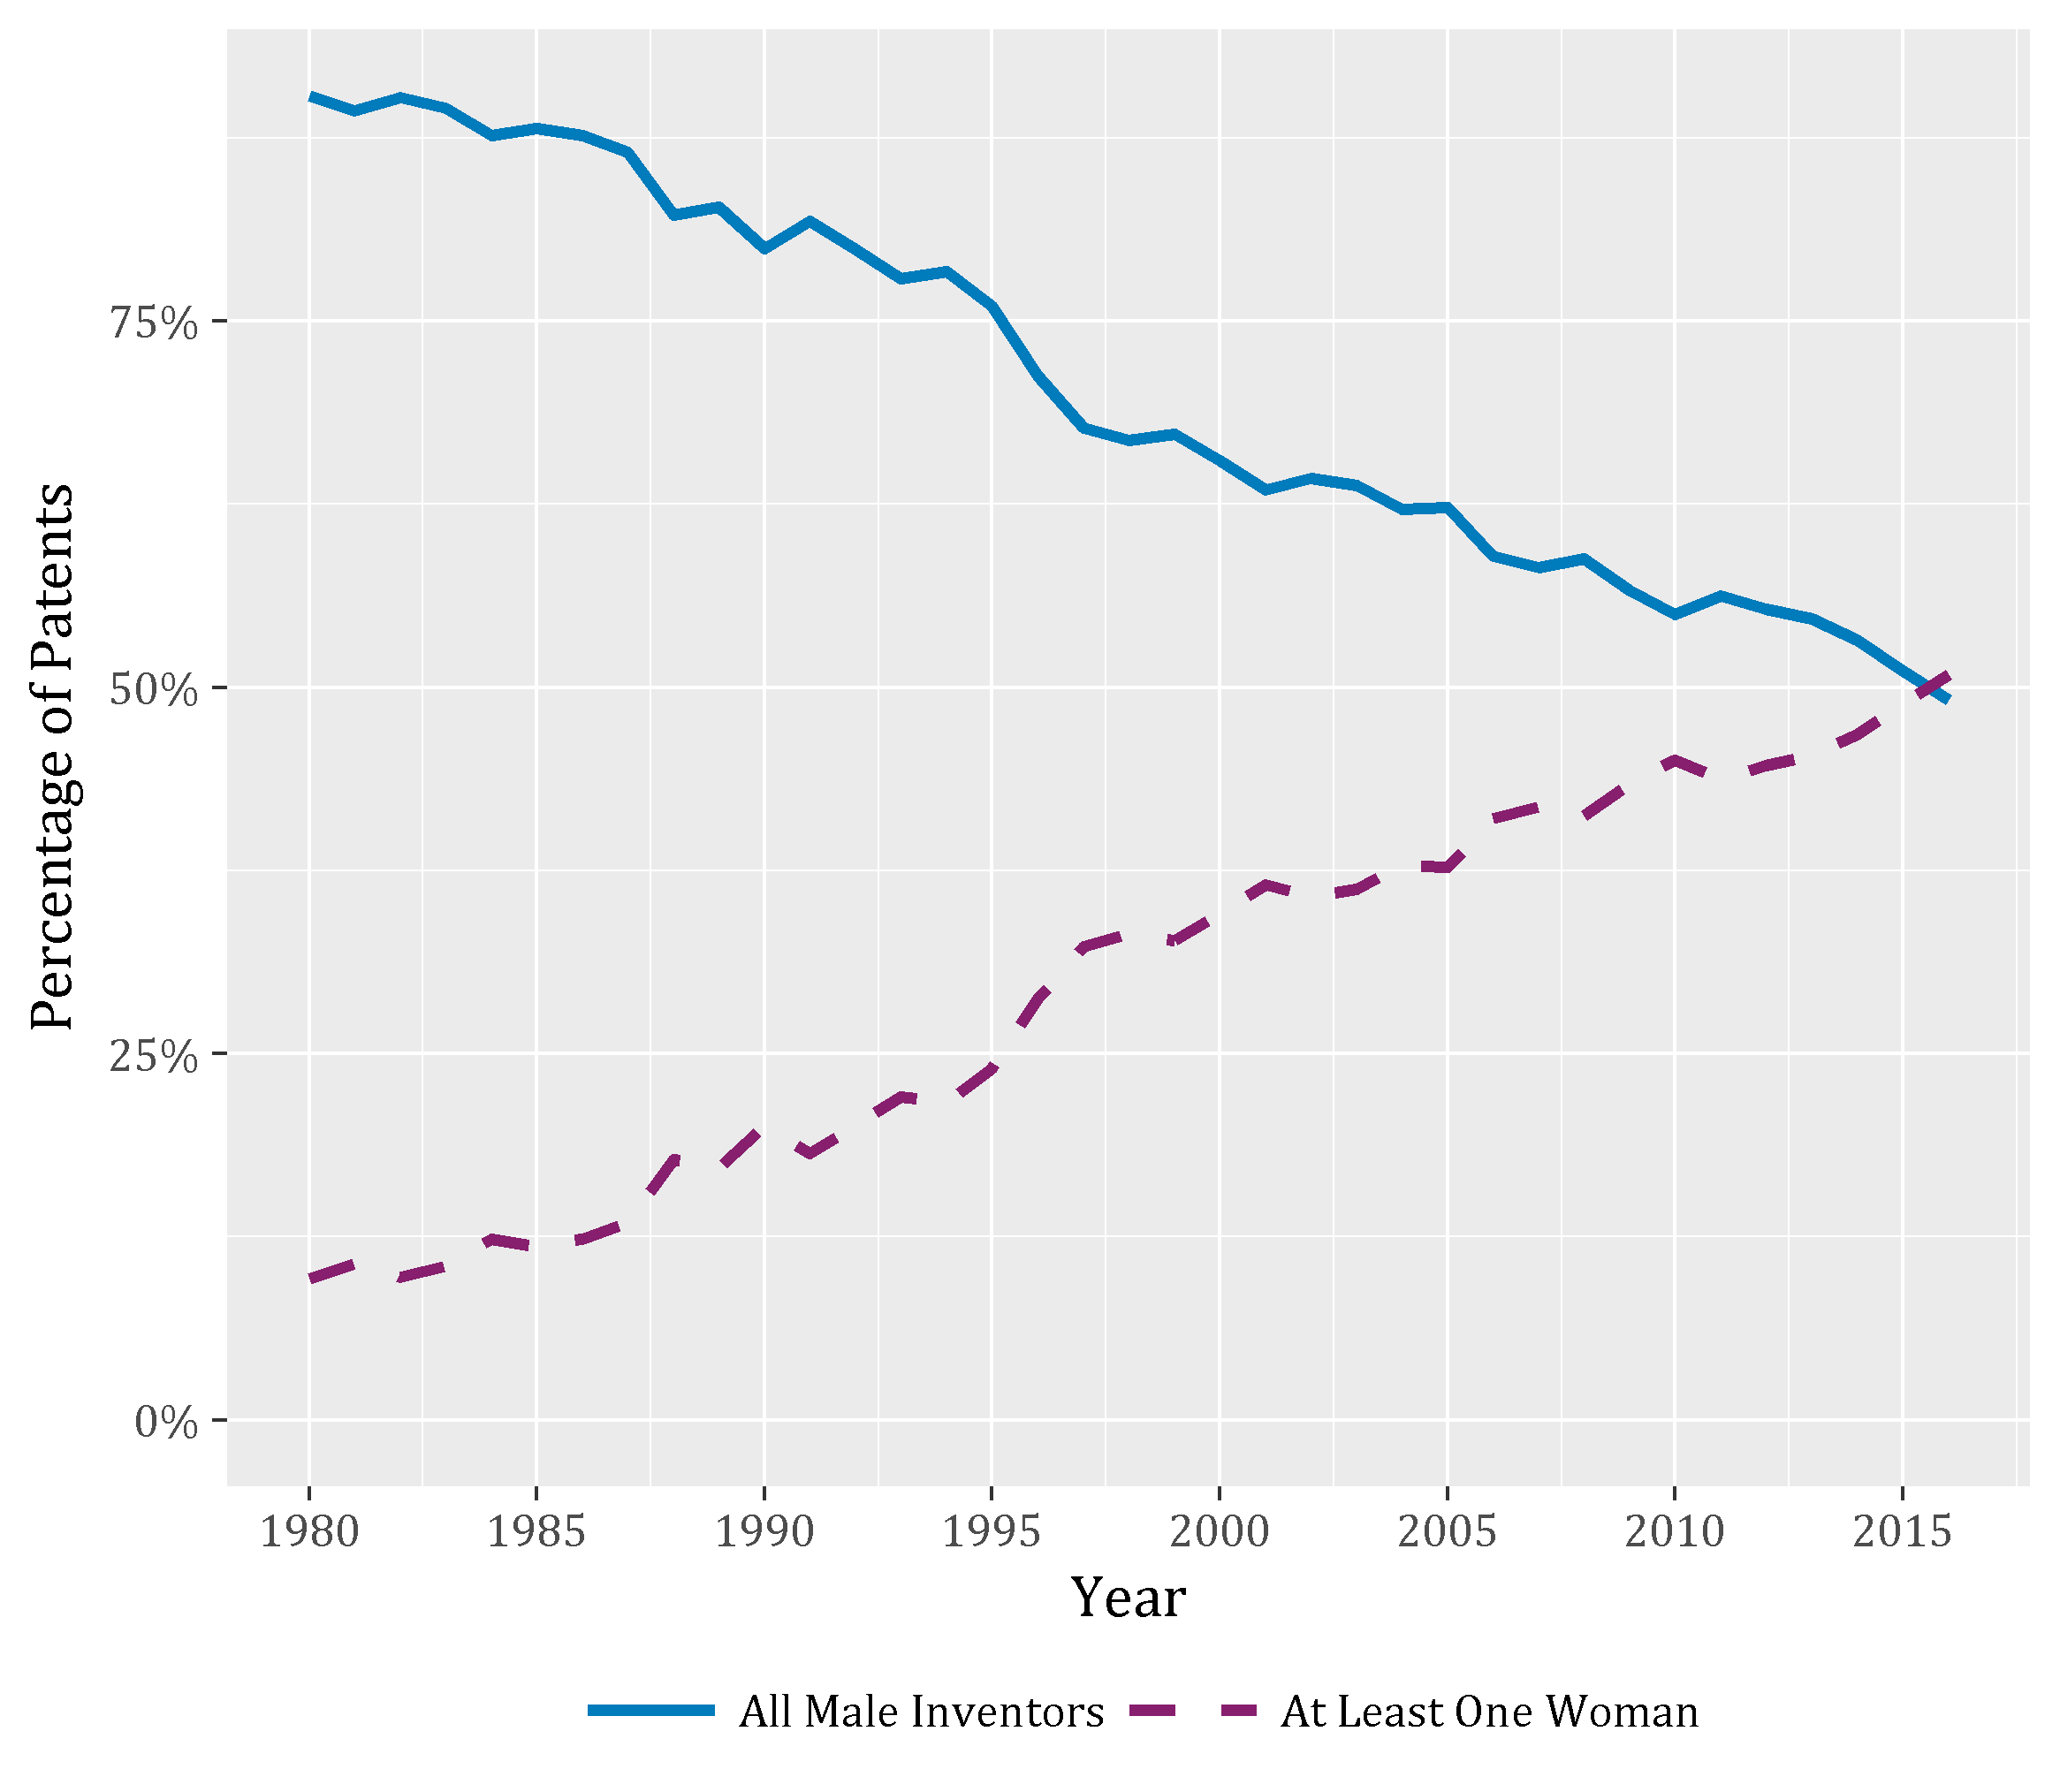 Percentage of Patents
75%
50%
25%
0%
1980 1985 1990 1995 2000 2005 2010 2015
Year
All Male Inventors At Least One Woman